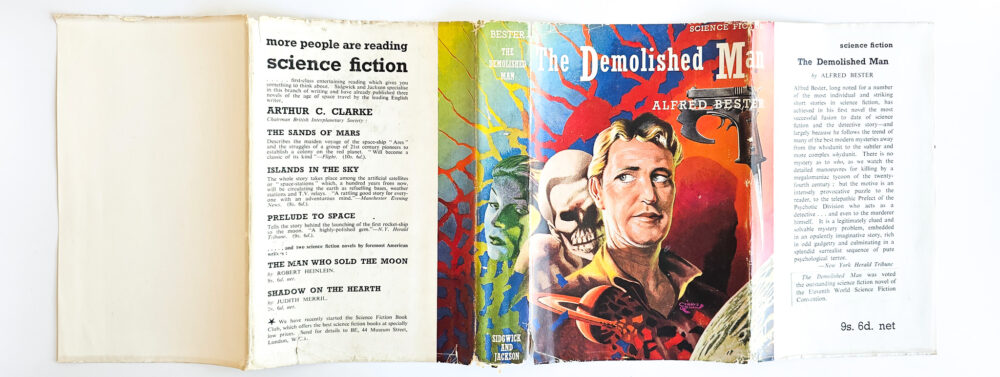 more people are reading
science fiction
. . . . . first-class entertaining reading which gives you
something to think about. Sidgwick and Jackson specialise
in this branch of writing and have already published three
novels of the age of space travel by the leading English
writer,
ARTHUR C. CLARKE
Chairman British Interplanetary Society :
THE SANDS OF MARS
Describes the maiden voyage of the space-ship "Ares"
and the struggles of a group of 21st century pioneers to
establish a colony on the red planet. "Will become a
classic of its kind"—Flight. (10s. 6d.).
ISLANDS IN THE SKY
The whole story takes place among the artificial satellites
or "space-stations" which, a hundred years from now,
will be circulating the earth as refuelling bases, weather
stations and T.V. relays. "A rattling good story for every-
one with an adventurous mind."—Manchester Evening
News. (8s. 6d.).
PRELUDE TO SPACE
Tells the story behind the launching of the first rocket-ship
to the moon. "A highly-polished gem."—N.Y. Herald
Tribune. (9s. 6d.).
. . . . . and two science fiction novels by foremost American
THE MAN WHO SOLD THE MOON
by ROBERT HEINLEIN.
9s. 6d. net.
SHADOW ON THE HEARTH
by JUDITH MERRIL.
6d. net.
★ We have recently started the Science Fiction Book
Club, which offers the best science fiction books at specially
low prices. Send for details to BE, 44 Museum Street,
London, W.C.1.
BESTER
THE
DEMOLISHED
MAN
SIDGWICK
AND
JACKSON
SCIENCE FICTION
The Demolished Man
ALFRED BESTER
science fiction
The Demolished Man
by ALFRED BESTER
Alfred Bester, long noted for a number
of the most individual and striking
short stories in science fiction, has
achieved in his first novel the most
successful fusion to date of science
fiction and the detective story—and
largely because he follows the trend of
many of the best modern mysteries away
from the whodunit to the subtler and
more complex whydunit. There is no
mystery as to who, as we watch the
detailed manoeuvres for killing by a
megalomaniac tycoon of the twenty-
fourth century ; but the motive is an
intensely provocative puzzle to the
reader, to the telepathic Prefect of the
Psychotic Division who acts as a
detective . . . and even to the murderer
himself. It is a legitimately clued and
solvable mystery problem, embedded
in an opulently imaginative story, rich
in odd gadgetry and culminating in a
splendid surrealist sequence of pure
psychological terror.
—New York Herald Tribune
The Demolished Man was voted
the outstanding science fiction novel of
the Eleventh World Science Fiction
Convention.
9s. 6d. net